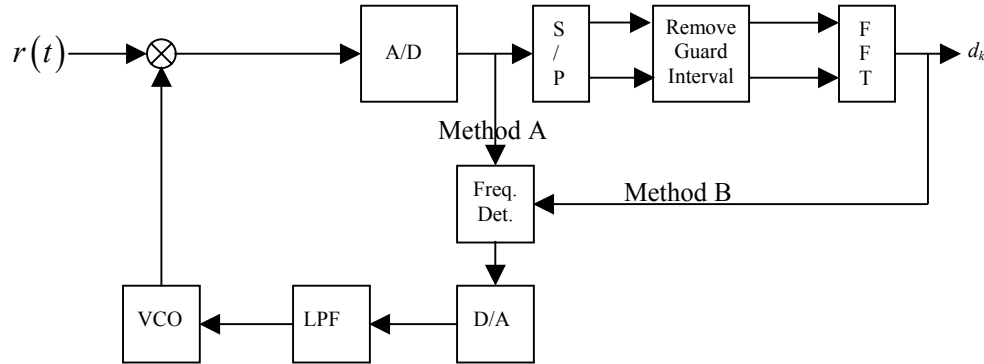 r(t)
A/D
S
/
P
Remove
Guard
Interval
F
F
T
d_k
Method A
Freq.
Det.
Method B
VCO
LPF
D/A